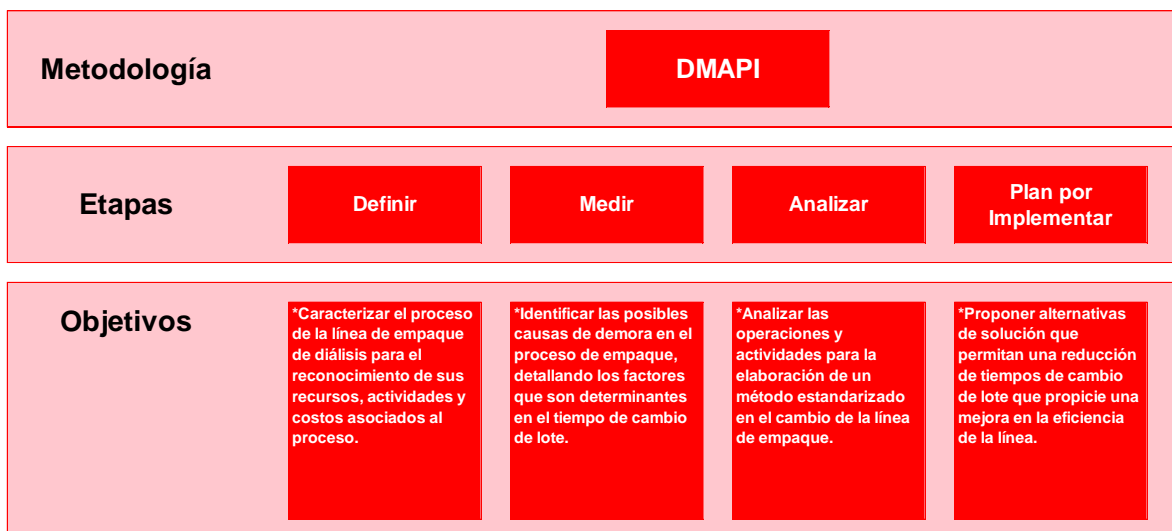 Metodología
DMAPI
Etapas
Definir
Medir
Analizar
Plan por
Implementar
Objetivos
*Caracterizar el proceso
de la línea de empaque
de diálisis para el
reconocimiento de sus
recursos, actividades y
costos asociados al
proceso.
*Identificar las posibles
causas de demora en el
proceso de empaque,
detallando los factores
que son determinantes
en el tiempo de cambio
de lote.
*Analizar las
operaciones y
actividades para la
elaboración de un
método estandarizado
en el cambio de la línea
de empaque.
*Proponer alternativas
de solución que
permitan una reducción
de tiempos de cambio
de lote que propicie una
mejora en la eficiencia
de la línea.